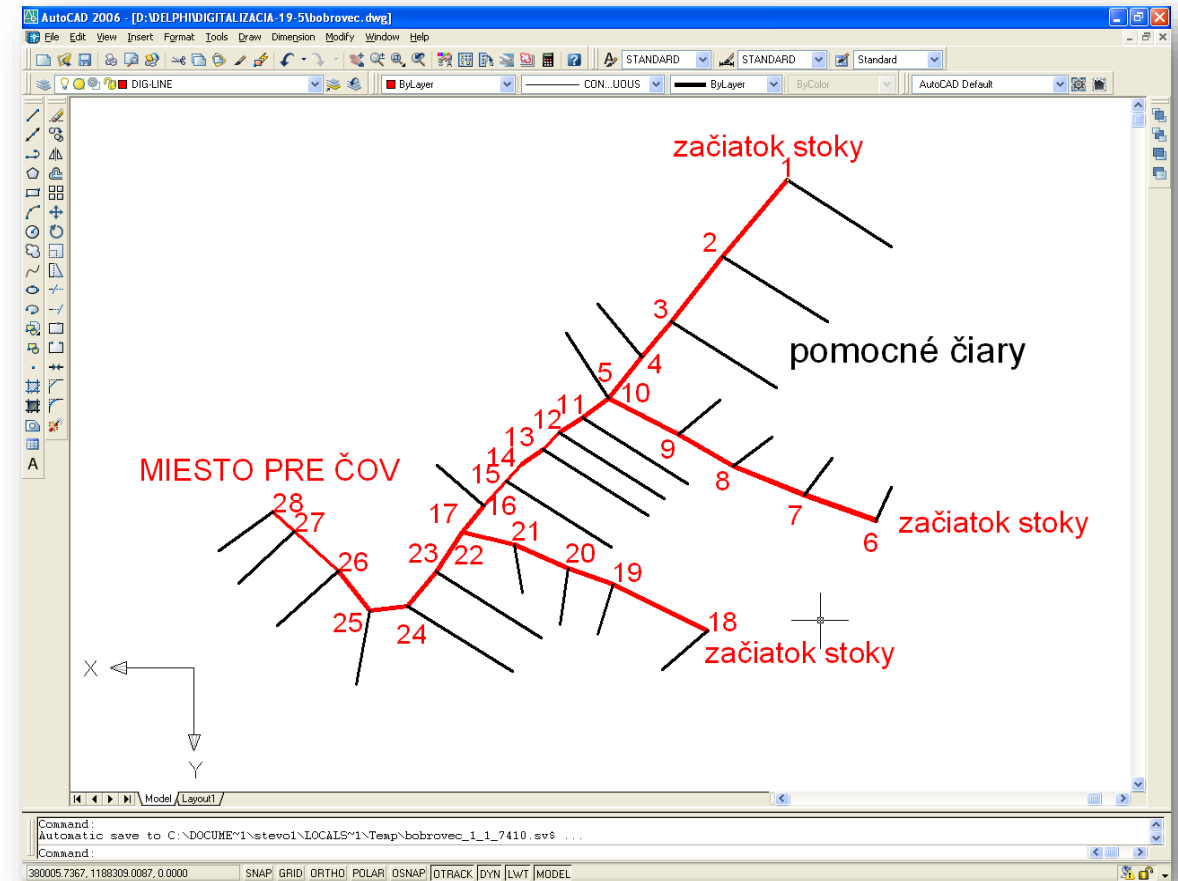 AutoCAD 2006 - [D:\DELPHI\DIGITALIZACIA-19-5\bobrovec.dwg]
File Edit View Insert Format Tools Draw Dimension Modify Window Help
STANDARD STANDARD Standard
DIG-LINE ByLayer CON...UOUS ByLayer ByColor AutoCAD Default
začiatok stoky
1
2
3
4
pomocné čiary
5
10
11
12
9
13
14
MIESTO PRE ČOV
15
8
28
16
7
začiatok stoky
27
17
21
6
23
22
20
26
19
25
24
18
začiatok stoky
X
Y
A
Model Layout1
Command:
Automatic save to C:\DOCUME~1\stevo1\LOCALS~1\Temp\bobrovec_1_1_7410.sv$ ...
Command:
380005.7367, 1188309.0087, 0.0000 SNAP GRID ORTHO POLAR OSNAP OTRACK DYN LWT MODEL